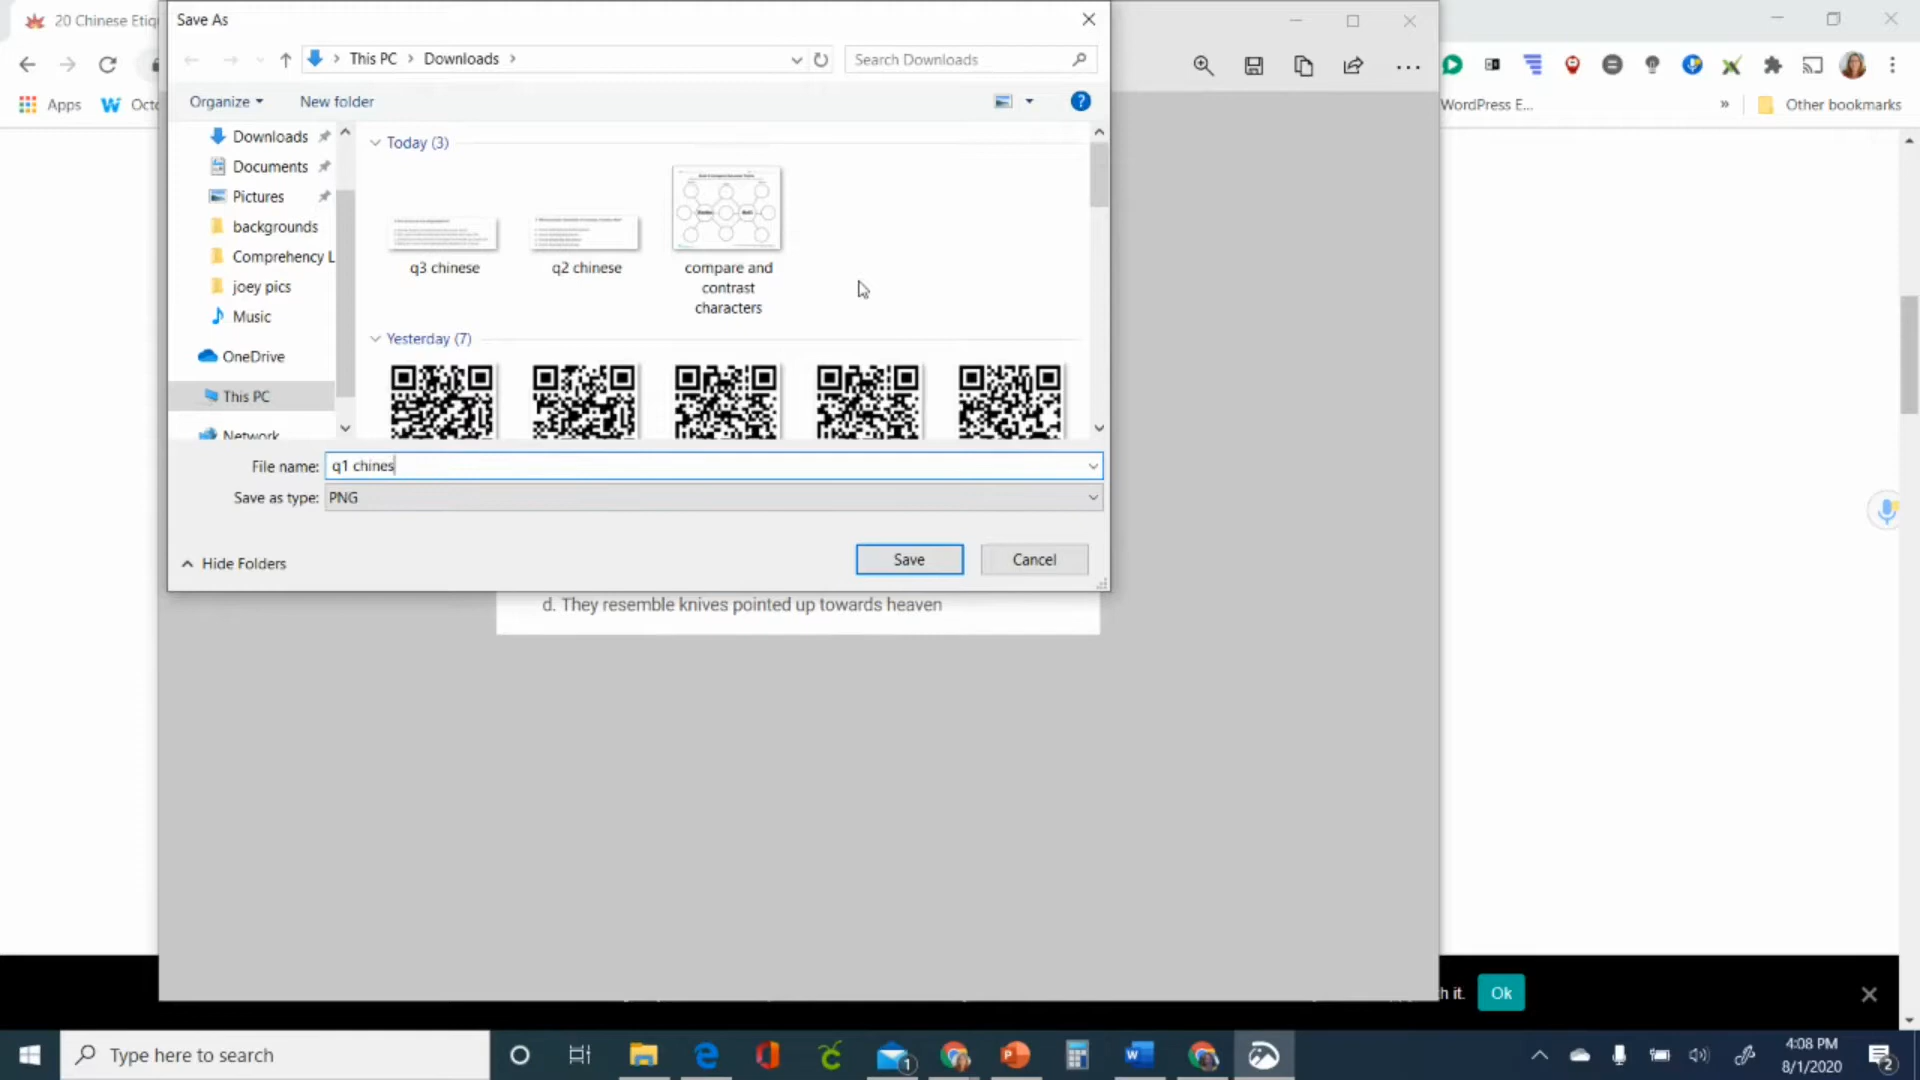 20 Chinese Etiq
Save As
This PC
Downloads
Search Downloads
Apps
Octo
WordPress E...
»
Other bookmarks
Organize
New folder
Downloads
Documents
Pictures
backgrounds
Comprehency L
joey pics
Music
OneDrive
This PC
Network
Today (3)
q3 chinese
q2 chinese
compare and
contrast
characters
Yesterday (7)
File name:
q1 chines
Save as type:
PNG
Hide Folders
Save
Cancel
d. They resemble knives pointed up towards heaven
h it.
Ok
Type here to search
1
4:08 PM
8/1/2020
2